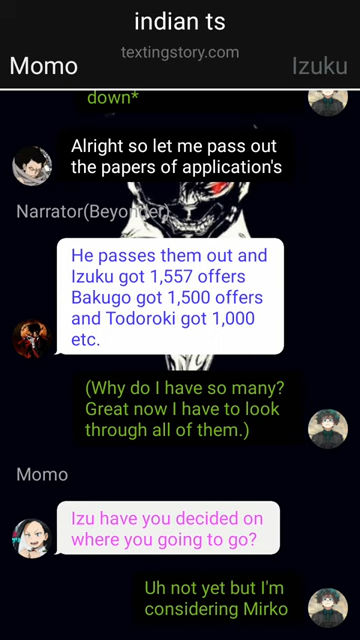 indian ts
textingstory.com
Momo
Izuku
down*
Alright so let me pass out
the papers of application's
Narrator(Beyonder)
He passes them out and
Izuku got 1,557 offers
Bakugo got 1,500 offers
and Todoroki got 1,000
etc.
(Why do I have so many?
Great now I have to look
through all of them.)
Momo
Izu have you decided on
where you going to go?
Uh not yet but I'm
considering Mirko